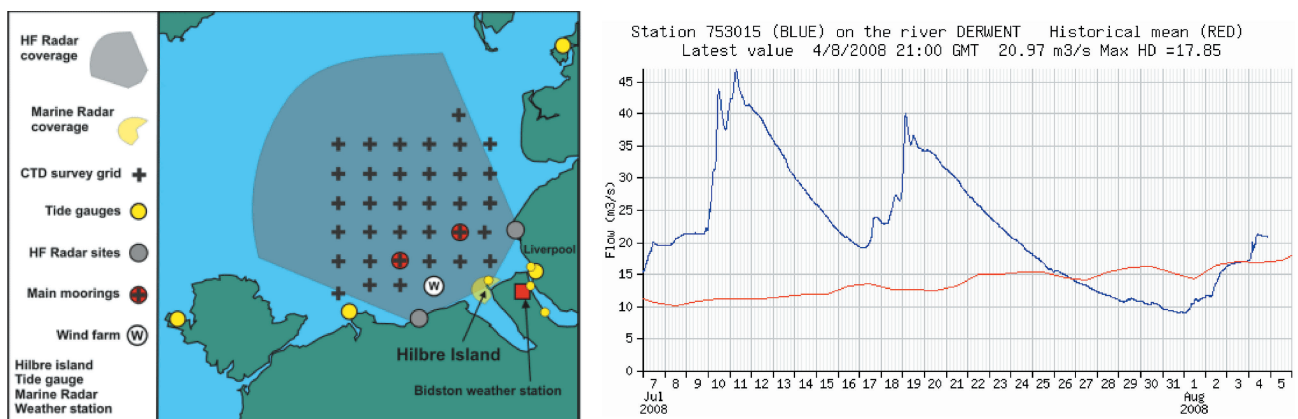 HF Radar
coverage
Marine Radar
coverage
CTD survey grid
Tide gauges
HF Radar sites
Main moorings
Wind farm
W
Hilbre island
Tide gauge
Marine Radar
Weather station
Liverpool
W
Hilbre Island
Bidston weather station
Station 753015 (BLUE) on the river DERWENT Historical mean (RED)
Latest value 4/8/2008 21:00 GMT 20.97 m3/s Max HD =17.85
Flow (m3/s)
45
40
35
30
25
20
15
10
5
0
7 8 9 10 11 12 13 14 15 16 17 18 19 20 21 22 23 24 25 26 27 28 29 30 31 1 2 3 4 5
Jul Aug
2008 2008